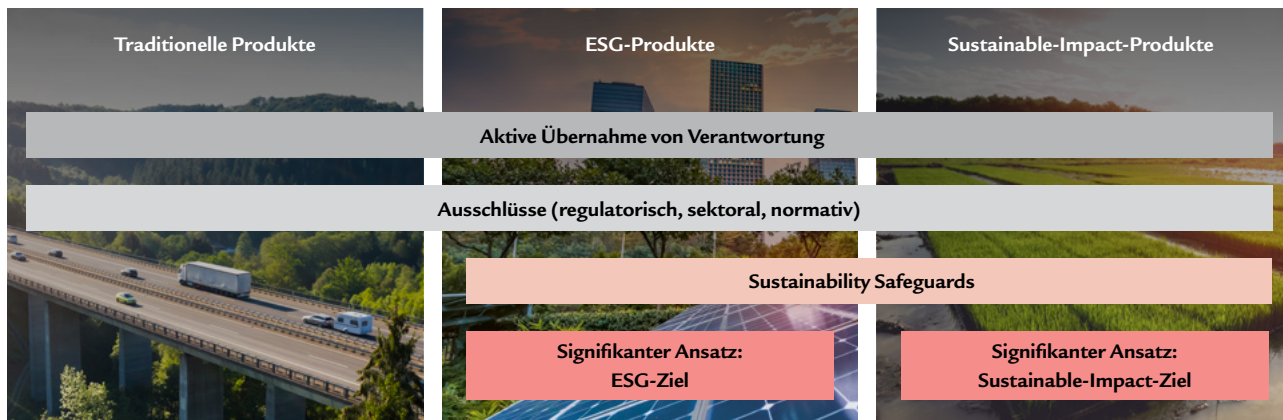 Traditionelle Produkte
ESG-Produkte
Sustainable-Impact-Produkte
Aktive Übernahme von Verantwortung
Ausschlüsse (regulatorisch, sektoral, normativ)
Sustainability Safeguards
Signifikanter Ansatz:
ESG-Ziel
Signifikanter Ansatz:
Sustainable-Impact-Ziel